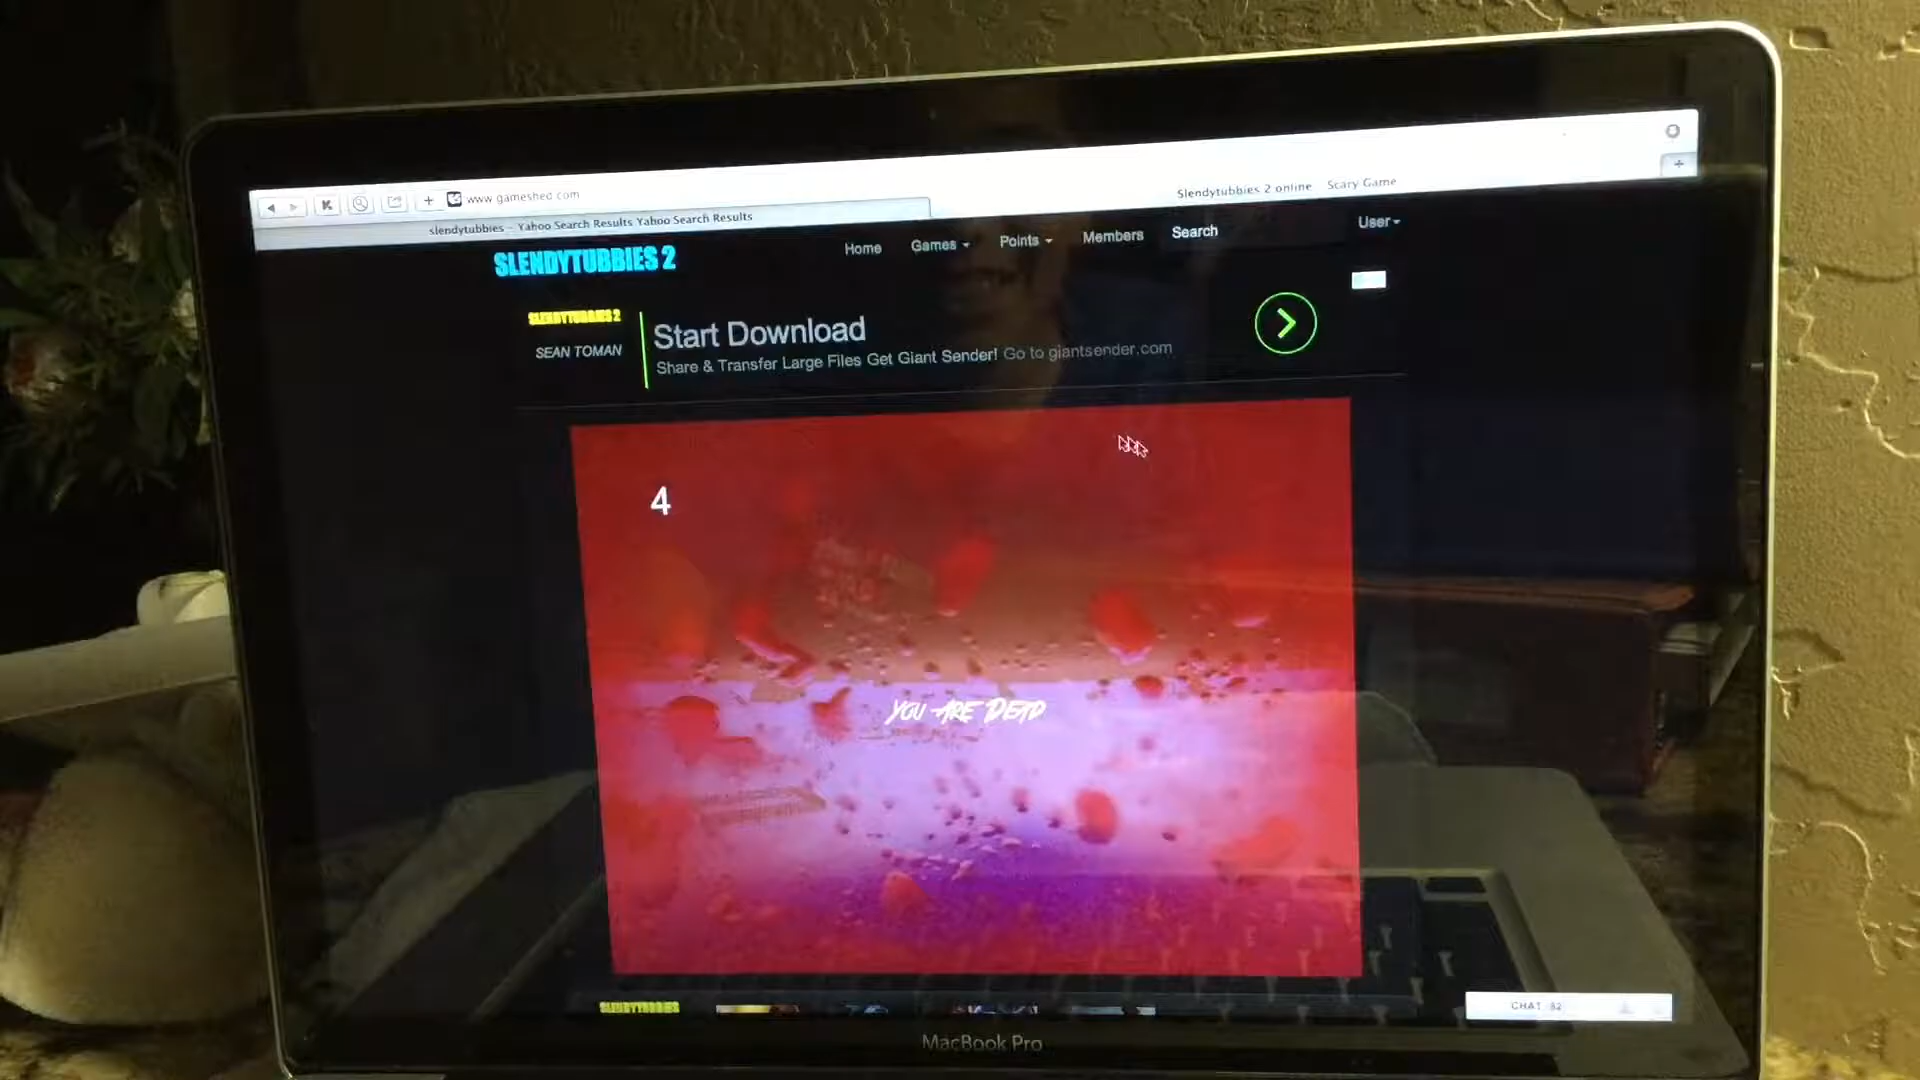 www.gameshed.com
Slendytubbies 2 online Scary Game
slendytubbies – Yahoo Search Results Yahoo Search Results
SLENDYTUBBIES 2
Home Games Points Members Search User
SLENDYTUBBIES 2
SEAN TOMAN
Start Download
Share & Transfer Large Files Get Giant Sender! Go to giantsender.com
4
YOU ARE DEAD
SLENDYTUBBIES
CHAT 82
MacBook Pro